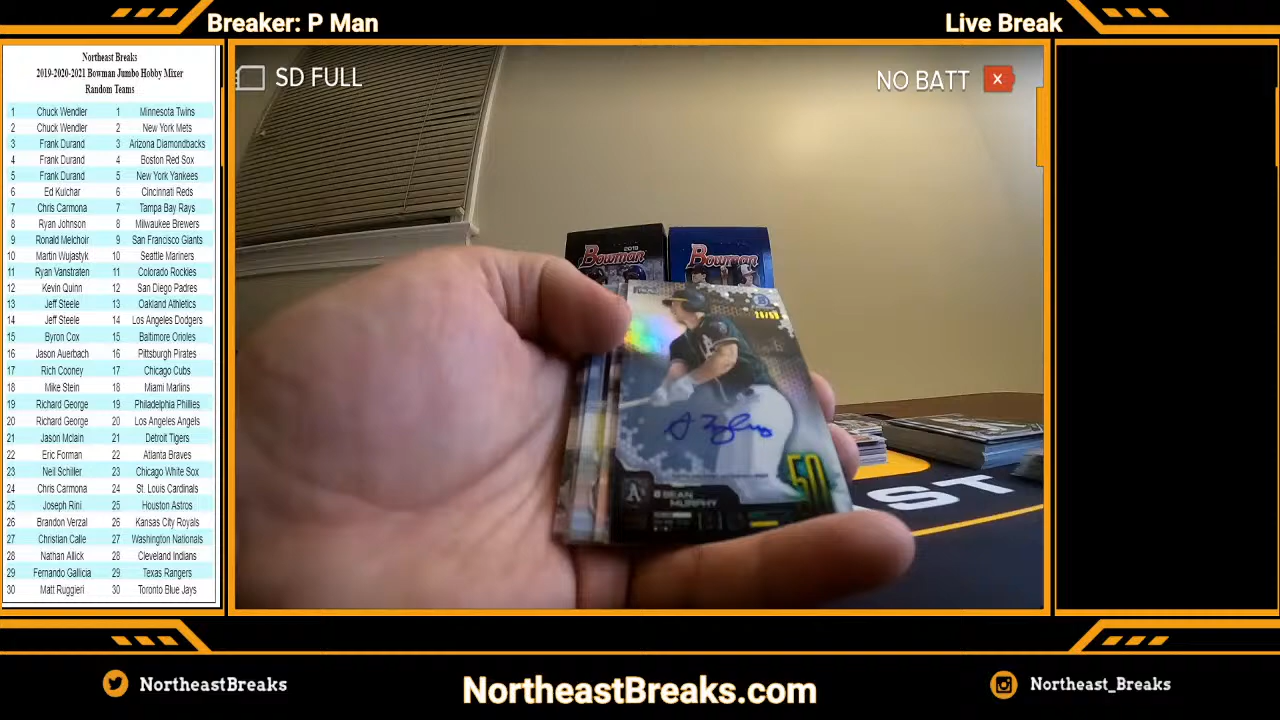 Breaker: P Man
Live Break
Northeast Breaks
2019-2020-2021 Bowman Jumbo Hobby Mixer
Random Teams
1 Chuck Wendler 1 Minnesota Twins
2 Chuck Wendler 2 New York Mets
3 Frank Durand 3 Arizona Diamondbacks
4 Frank Durand 4 Boston Red Sox
5 Frank Durand 5 New York Yankees
6 Ed Kulchar 6 Cincinnati Reds
7 Chris Carmona 7 Tampa Bay Rays
8 Ryan Johnson 8 Milwaukee Brewers
9 Ronald Melchoir 9 San Francisco Giants
10 Martin Wujastyk 10 Seattle Mariners
11 Ryan Vanstraten 11 Colorado Rockies
12 Kevin Quinn 12 San Diego Padres
13 Jeff Steele 13 Oakland Athletics
14 Jeff Steele 14 Los Angeles Dodgers
15 Byron Cox 15 Baltimore Orioles
16 Jason Auerbach 16 Pittsburgh Pirates
17 Rich Cooney 17 Chicago Cubs
18 Mike Stein 18 Miami Marlins
19 Richard George 19 Philadelphia Phillies
20 Richard George 20 Los Angeles Angels
21 Jason Mclain 21 Detroit Tigers
22 Eric Forman 22 Atlanta Braves
23 Neil Schiller 23 Chicago White Sox
24 Chris Carmona 24 St. Louis Cardinals
25 Joseph Rini 25 Houston Astros
26 Brandon Verzal 26 Kansas City Royals
27 Christian Calle 27 Washington Nationals
28 Nathan Allick 28 Cleveland Indians
29 Fernando Gallicia 29 Texas Rangers
30 Matt Ruggieri 30 Toronto Blue Jays
SD FULL
NO BATT
2019
Bowman
Bowman
50
SEAN
MURPHY
AST
NortheastBreaks
NortheastBreaks.com
Northeast_Breaks